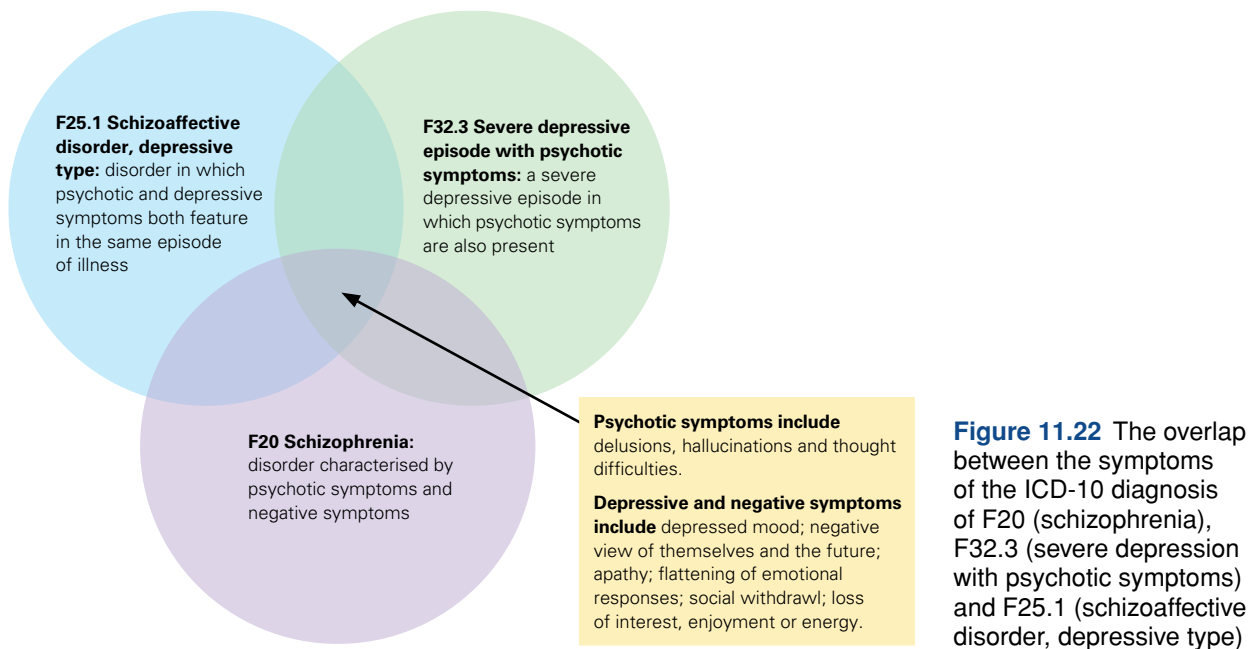 F25.1 Schizoaffective
disorder, depressive
type: disorder in which
psychotic and depressive
symptoms both feature
in the same episode
of illness
F32.3 Severe depressive
episode with psychotic
symptoms: a severe
depressive episode in
which psychotic symptoms
are also present
F20 Schizophrenia:
disorder characterised by
psychotic symptoms and
negative symptoms
Psychotic symptoms include
delusions, hallucinations and thought
difficulties.
Depressive and negative symptoms
include depressed mood; negative
view of themselves and the future;
apathy; flattening of emotional
responses; social withdrawl; loss
of interest, enjoyment or energy.
Figure 11.22 The overlap
between the symptoms
of the ICD-10 diagnosis
of F20 (schizophrenia),
F32.3 (severe depression
with psychotic symptoms)
and F25.1 (schizoaffective
disorder, depressive type)